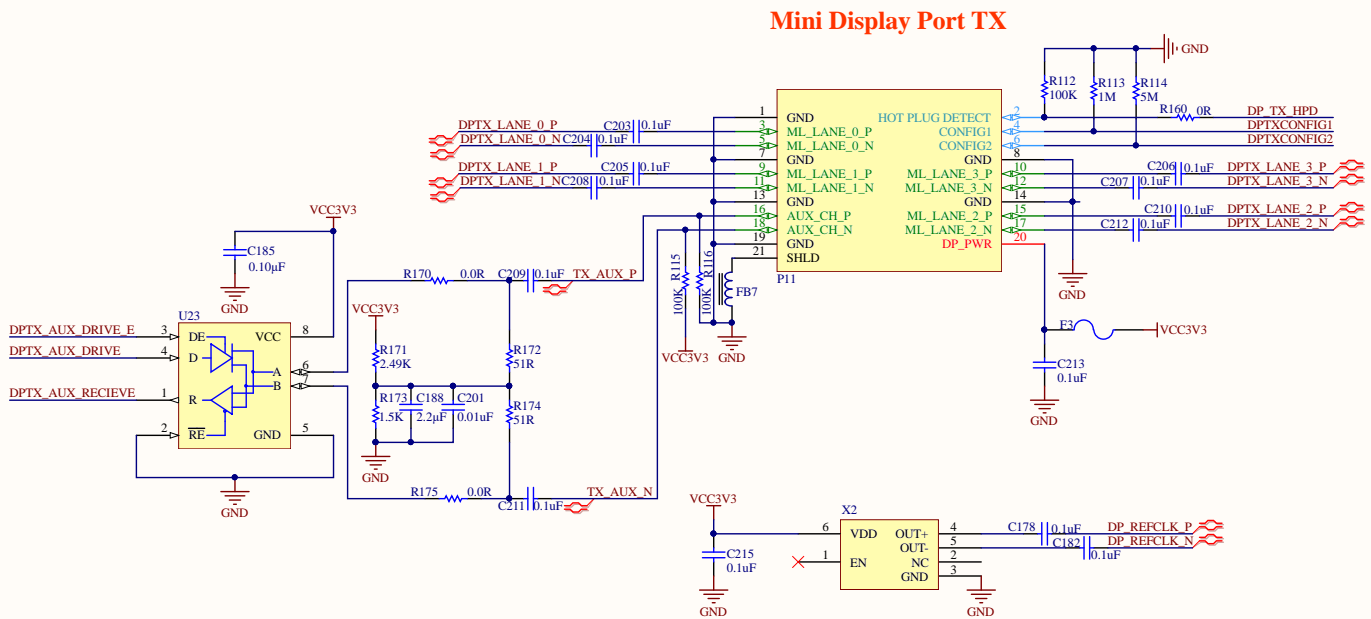 Mini Display Port TX
GND
R112
100K
R113
1M
R114
5M
R160 0R DP_TX_HPD
DPTXCONFIG1
DPTXCONFIG2
DPTX_LANE_0_P C203 0.1uF
DPTX_LANE_0_N C204 0.1uF
DPTX_LANE_1_P C205 0.1uF
DPTX_LANE_1_N C208 0.1uF
1 GND
3 ML_LANE_0_P
5 ML_LANE_0_N
7 GND
9 ML_LANE_1_P
11 ML_LANE_1_N
13 GND
16 AUX_CH_P
18 AUX_CH_N
19 GND
21 SHLD
HOT PLUG DETECT 2
CONFIG1 4
CONFIG2 6
GND 8
ML_LANE_3_P 10
ML_LANE_3_N 12
GND 14
ML_LANE_2_P 15
ML_LANE_2_N 17
DP_PWR 20
P11
C206 0.1uF DPTX_LANE_3_P
C207 0.1uF DPTX_LANE_3_N
C210 0.1uF DPTX_LANE_2_P
C212 0.1uF DPTX_LANE_2_N
GND
F3 VCC3V3
C213
0.1uF
GND
R115
100K
R116
100K
FB7
VCC3V3
GND
VCC3V3
C185
0.10µF
GND
R170 0.0R C209 0.1uF TX_AUX_P
U23
DPTX_AUX_DRIVE_E 3 DE
DPTX_AUX_DRIVE 4 D
DPTX_AUX_RECIEVE 1 R
2 RE
VCC 8
A 6
B 7
GND 5
GND
VCC3V3
R171
2.49K
R172
51R
R173
1.5K
C188
2.2µF
C201
0.01uF
R174
51R
GND
R175 0.0R C211 0.1uF TX_AUX_N
VCC3V3
C215
0.1uF
GND
X2
6 VDD
1 EN
OUT+ 4
OUT- 5
NC 2
GND 3
C178 0.1uF DP_REFCLK_P
C182 0.1uF DP_REFCLK_N
GND